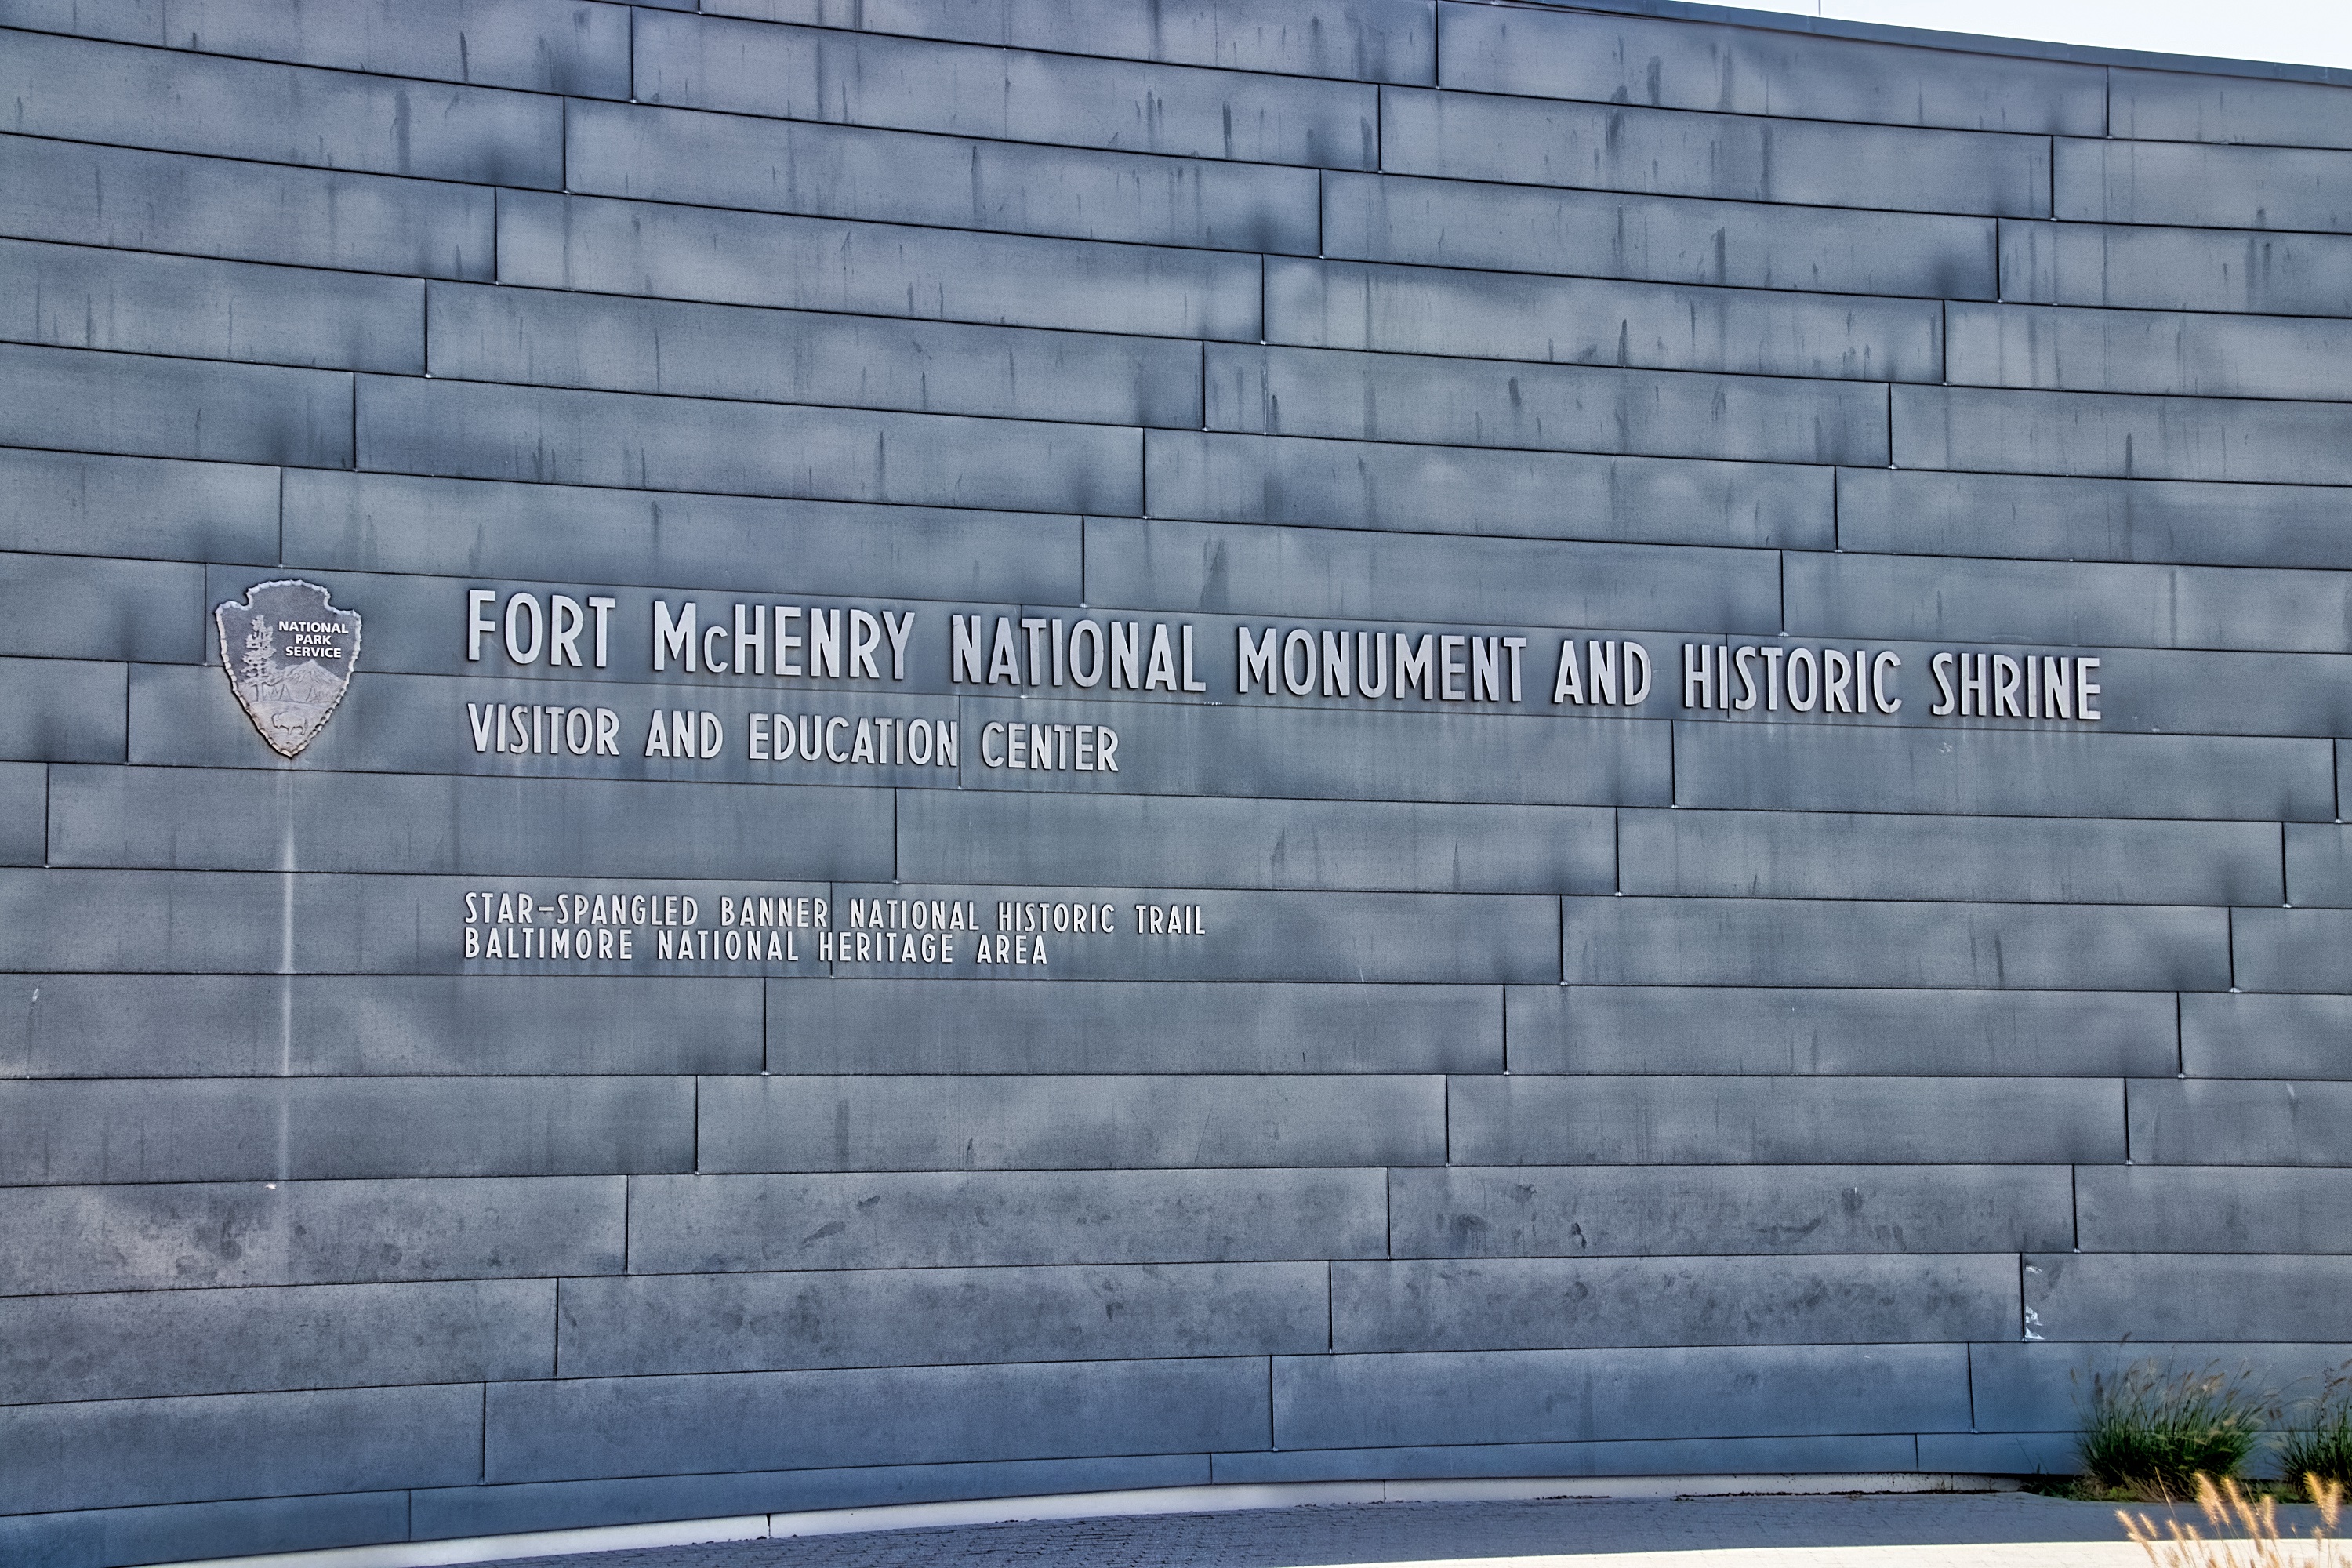 NATIONAL
PARK
SERVICE
FORT McHENRY NATIONAL MONUMENT AND HISTORIC SHRINE
VISITOR AND EDUCATION CENTER
STAR-SPANGLED BANNER NATIONAL HISTORIC TRAIL
BALTIMORE NATIONAL HERITAGE AREA